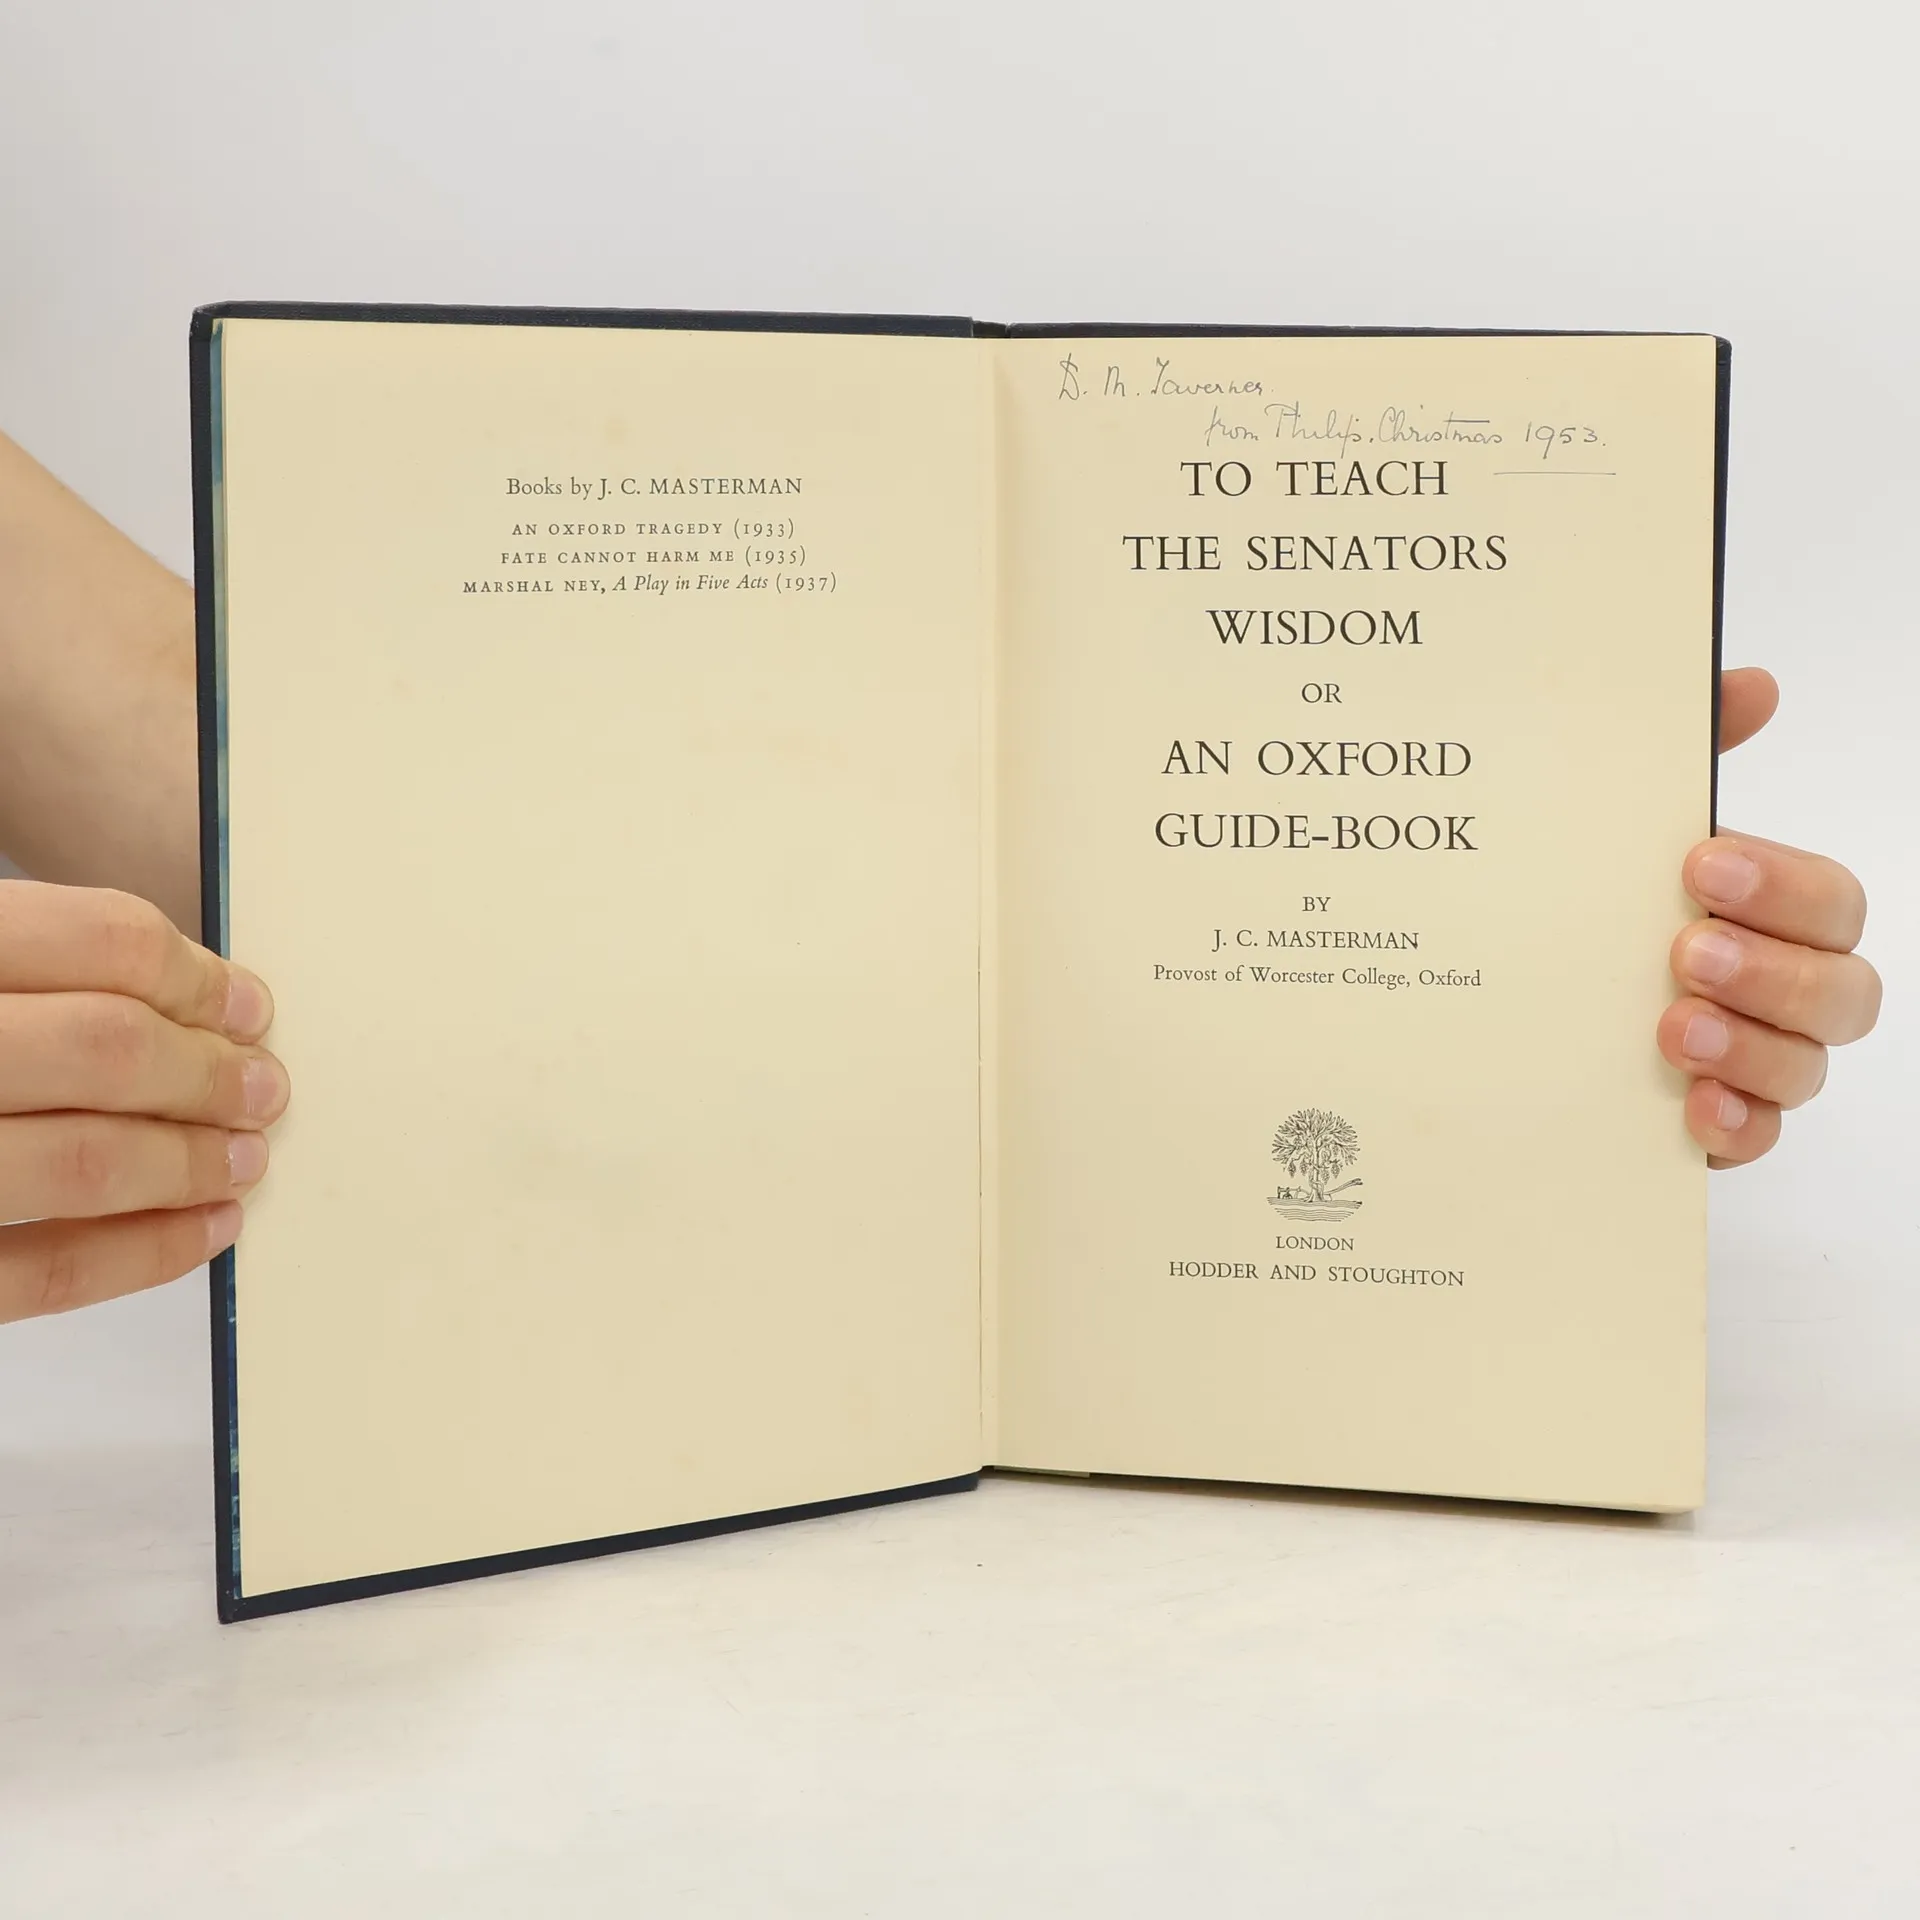 Books by J. C. MASTERMAN
AN OXFORD TRAGEDY (1933)
FATE CANNOT HARM ME (1935)
MARSHAL NEY, A Play in Five Acts (1937)
D. M. Taverner.
from Philip. Christmas 1953.
TO TEACH
THE SENATORS
WISDOM
OR
AN OXFORD
GUIDE-BOOK
BY
J. C. MASTERMAN
Provost of Worcester College, Oxford
LONDON
HODDER AND STOUGHTON